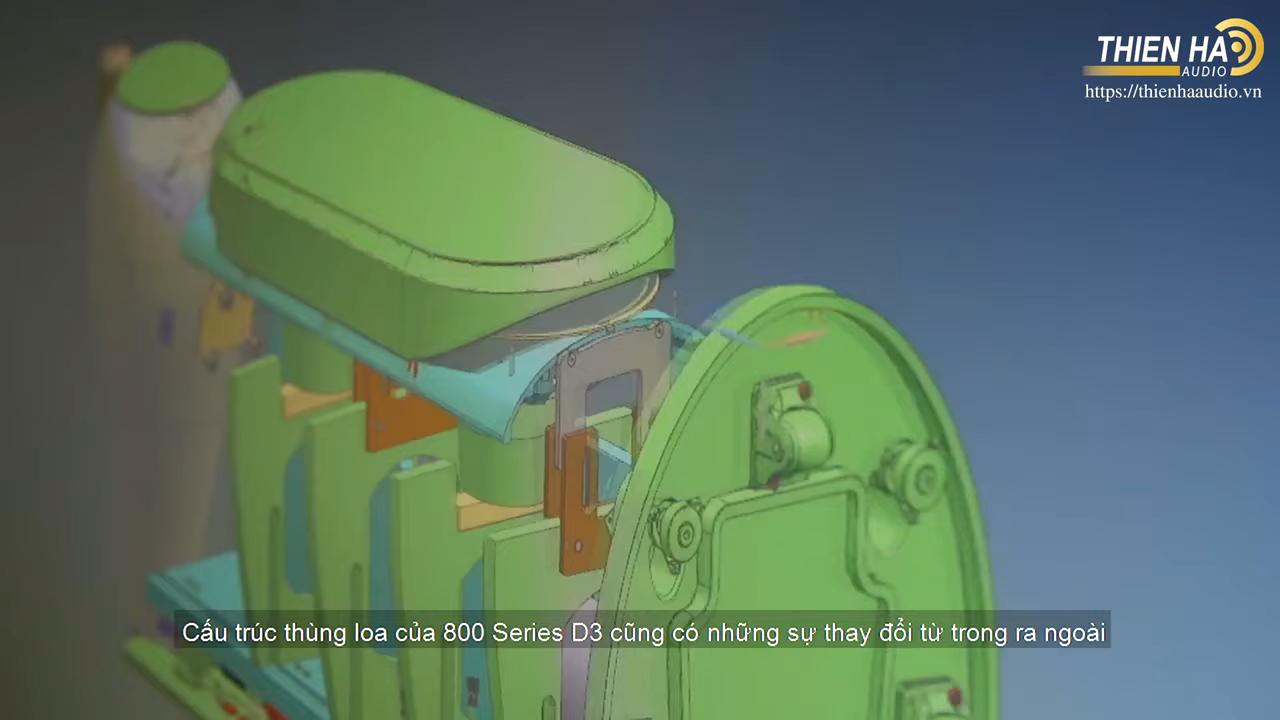 THIEN HA
AUDIO
https://thienhaaudio.vn
Cấu trúc thùng loa của 800 Series D3 cũng có những sự thay đổi từ trong ra ngoài